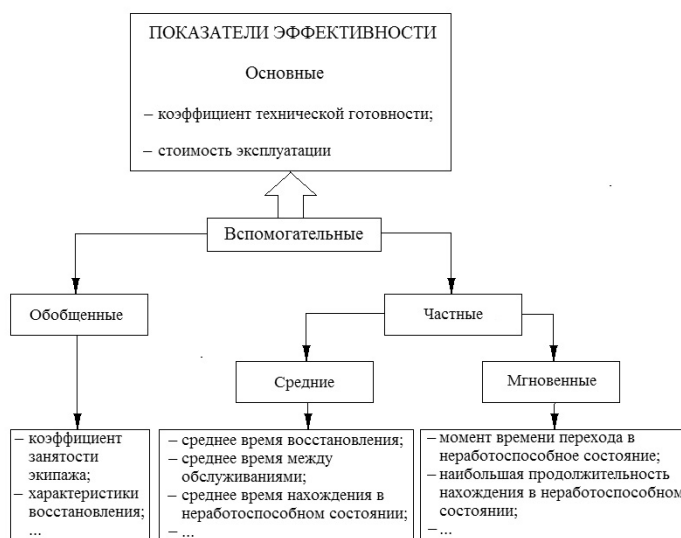 ПОКАЗАТЕЛИ ЭФФЕКТИВНОСТИ
Основные
– коэффициент технической готовности;
– стоимость эксплуатации
Вспомогательные
Обобщенные
Частные
Средние
Мгновенные
– коэффициент
занятости
экипажа;
– характеристики
восстановления;
...
– среднее время восстановления;
– среднее время между
обслуживаниями;
– среднее время нахождения в
неработоспособном состоянии;
– ...
– момент времени перехода в
неработоспособное состояние;
– наибольшая продолжительность
нахождения в неработоспособном
состоянии;
– ...